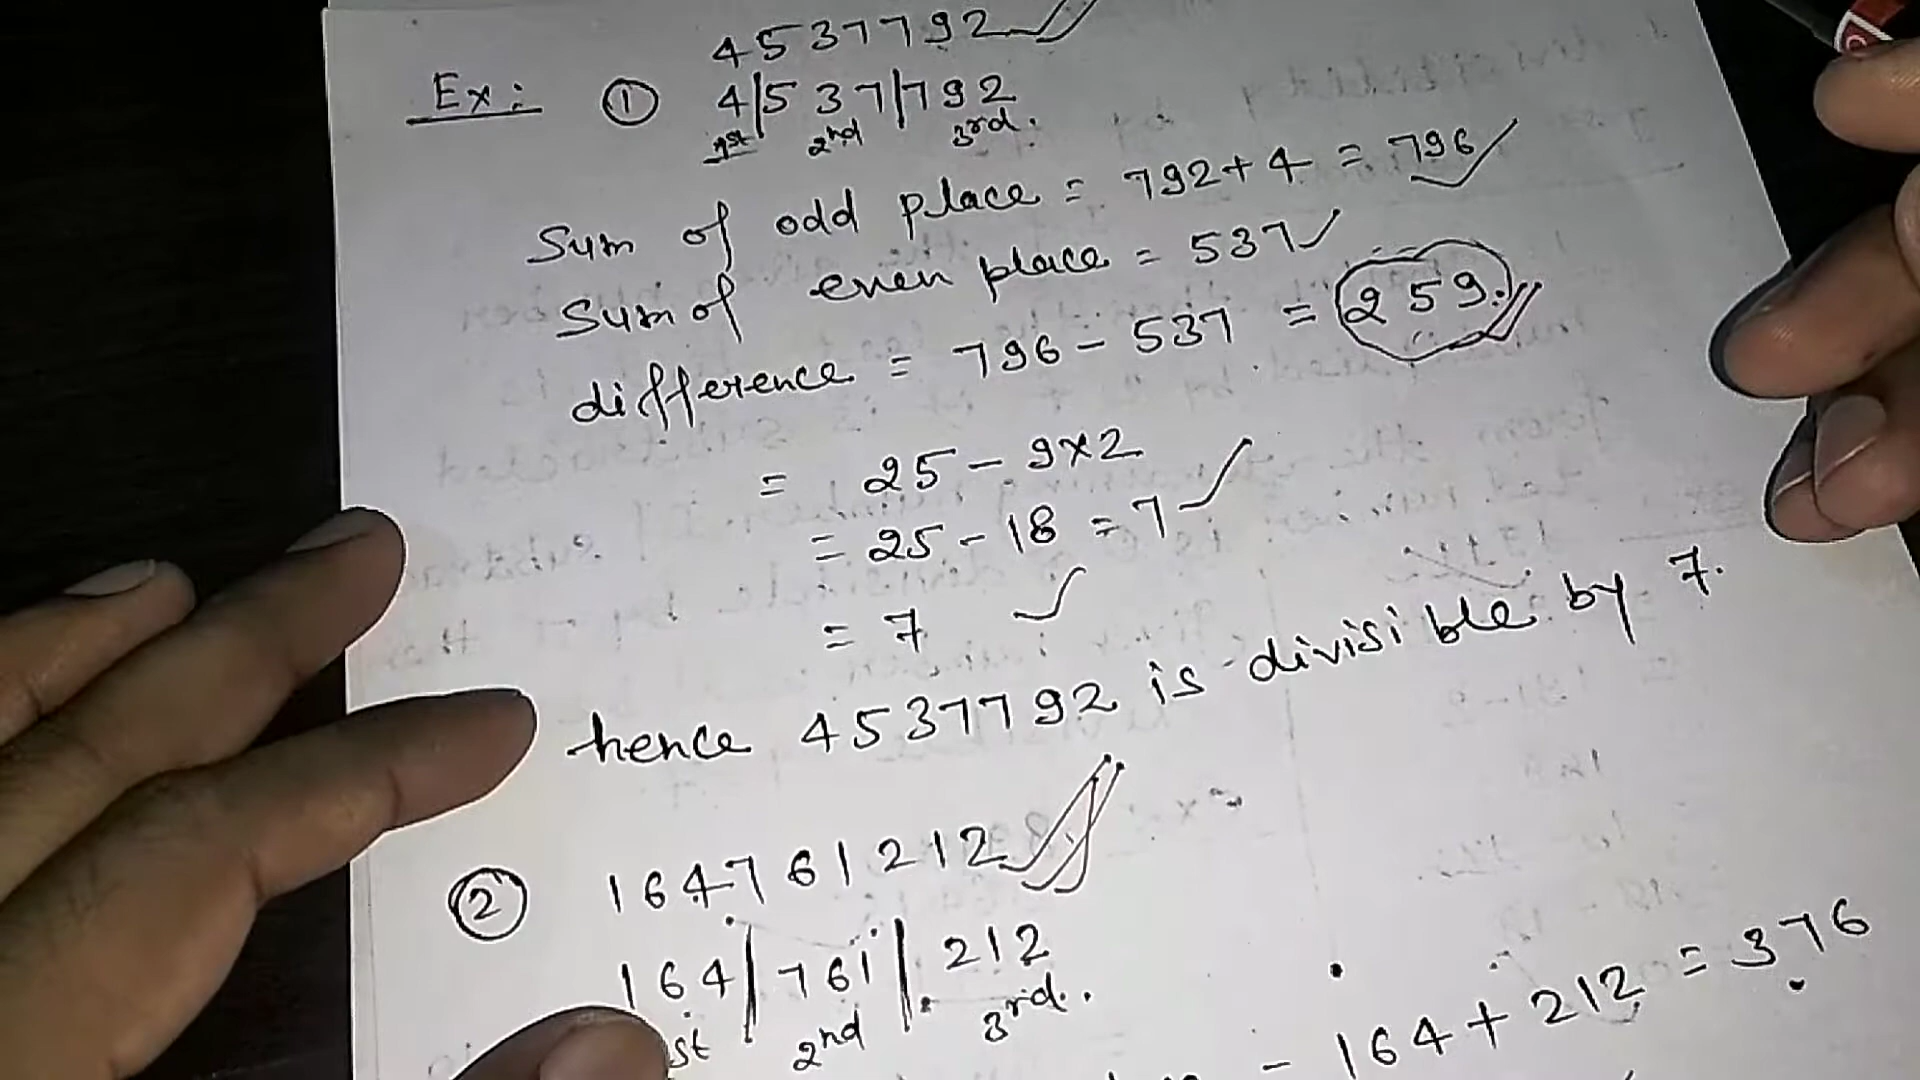 4537792
Ex: ① 4|537|792
1st 2nd 3rd.
Sum of odd place = 792+4 = 796
Sum of even place = 537
difference = 796 - 537 = 259
= 25 - 9×2
= 25 - 18 = 7
= 7
hence 4537792 is divisible by 7.
② 164761212
164|761|212
st 2nd 3rd.
164+212 = 376